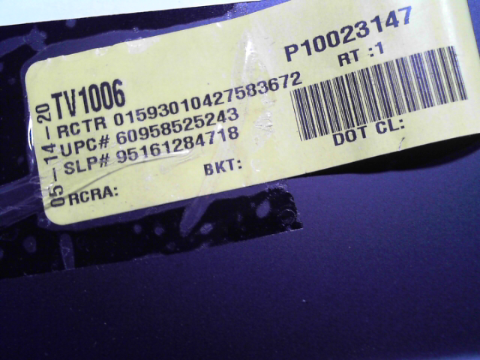 05-14-20
TV1006
P10023147
RCTR 01593010427583672
RT :1
UPC# 60958525243
SLP# 95161284718
DOT CL:
RCRA:
BKT: